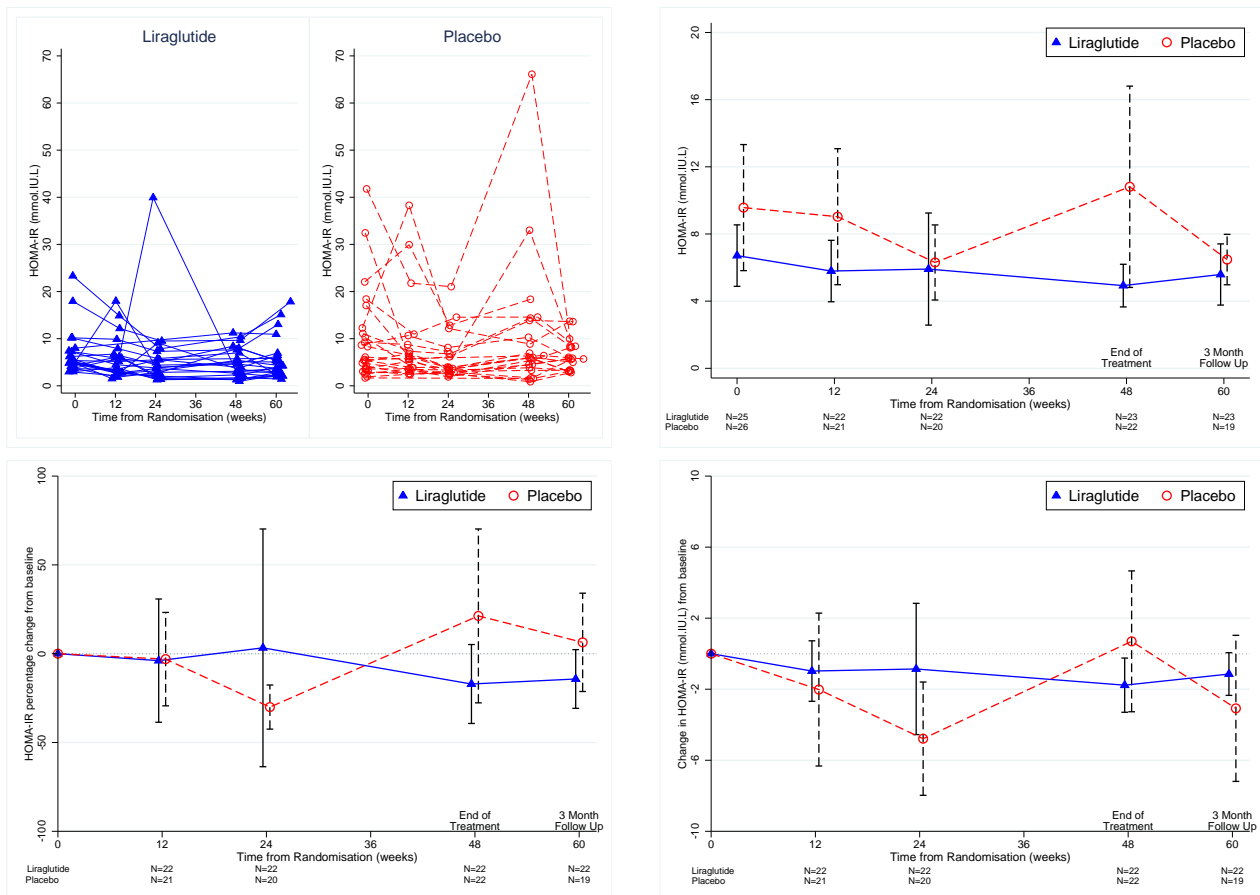 Liraglutide
Placebo
HOMA-IR (mmol.IU.L)
70
60
50
40
30
20
10
0
0 12 24 36 48 60
Time from Randomisation (weeks)
HOMA-IR (mmol.IU.L)
70
60
50
40
30
20
10
0
0 12 24 36 48 60
Time from Randomisation (weeks)
Liraglutide Placebo
HOMA-IR (mmol.IU.L)
20
16
12
8
4
0
End of
Treatment
3 Month
Follow Up
0 12 24 36 48 60
Time from Randomisation (weeks)
Liraglutide N=25 N=22 N=22 N=23 N=23
Placebo N=26 N=21 N=20 N=22 N=19
Liraglutide Placebo
HOMA-IR percentage change from baseline
100
50
0
-50
-100
End of
Treatment
3 Month
Follow Up
0 12 24 36 48 60
Time from Randomisation (weeks)
Liraglutide N=22 N=22 N=22 N=22
Placebo N=21 N=20 N=22 N=19
Liraglutide Placebo
Change in HOMA-IR (mmol.IU.L) from baseline
10
6
2
-2
-6
-10
End of
Treatment
3 Month
Follow Up
0 12 24 36 48 60
Time from Randomisation (weeks)
Liraglutide N=22 N=22 N=22 N=22
Placebo N=21 N=20 N=22 N=19